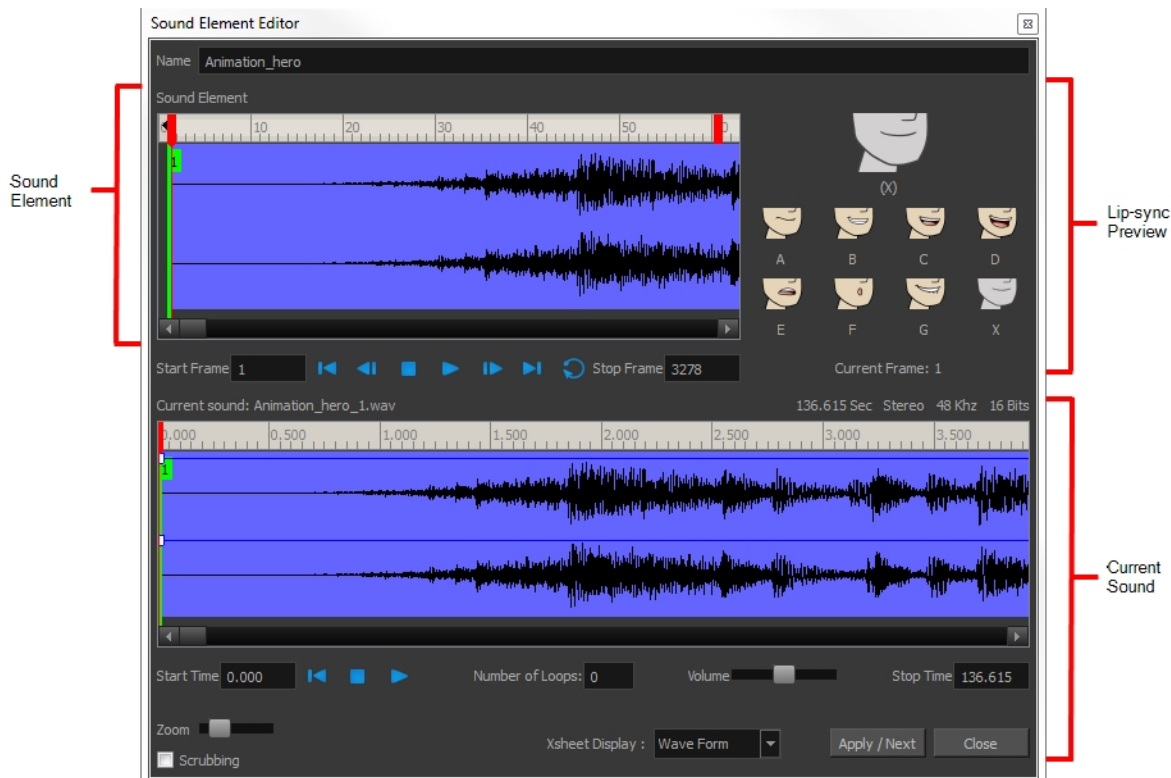 Sound Element Editor
Name Animation_hero
Sound Element
10 20 30 40 50
1
(X)
A B C D
E F G X
Start Frame 1 Stop Frame 3278 Current Frame: 1
Current sound: Animation_hero_1.wav 136.615 Sec Stereo 48 Khz 16 Bits
0.000 0.500 1.000 1.500 2.000 2.500 3.000 3.500
1
Start Time 0.000 Number of Loops: 0 Volume Stop Time 136.615
Zoom
Xsheet Display : Wave Form Apply / Next Close
Scrubbing
Sound
Element
Lip-sync
Preview
Current
Sound